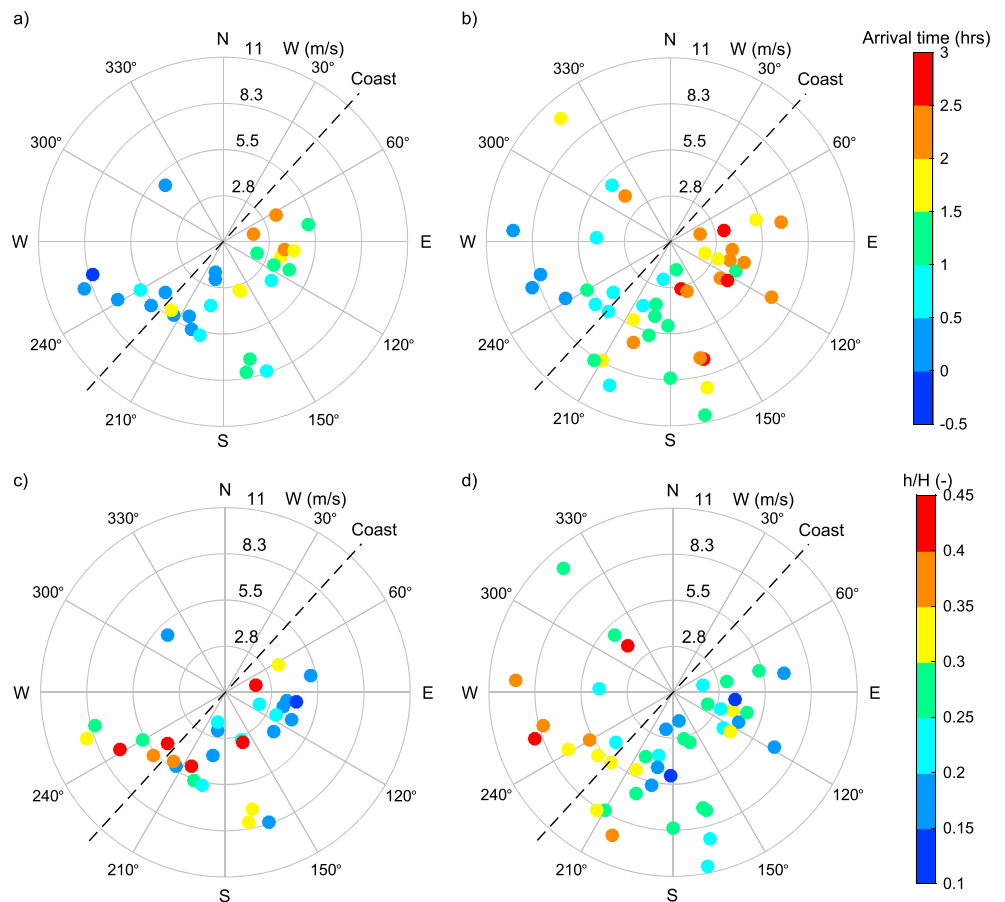 a)
b)
N
11
W (m/s)
N
11
W (m/s)
Arrival time (hrs)
330°
30°
Coast
330°
30°
Coast
3
8.3
8.3
2.5
300°
5.5
60°
300°
5.5
60°
2
2.8
2.8
1.5
W
E
W
E
1
0.5
240°
120°
240°
120°
0
210°
150°
210°
150°
-0.5
S
S
c)
d)
h/H (-)
N
11
W (m/s)
N
11
W (m/s)
0.45
330°
30°
Coast
330°
30°
Coast
8.3
8.3
0.4
300°
5.5
60°
300°
5.5
60°
0.35
2.8
2.8
0.3
W
E
W
E
0.25
240°
120°
240°
120°
0.2
0.15
210°
150°
210°
150°
0.1
S
S